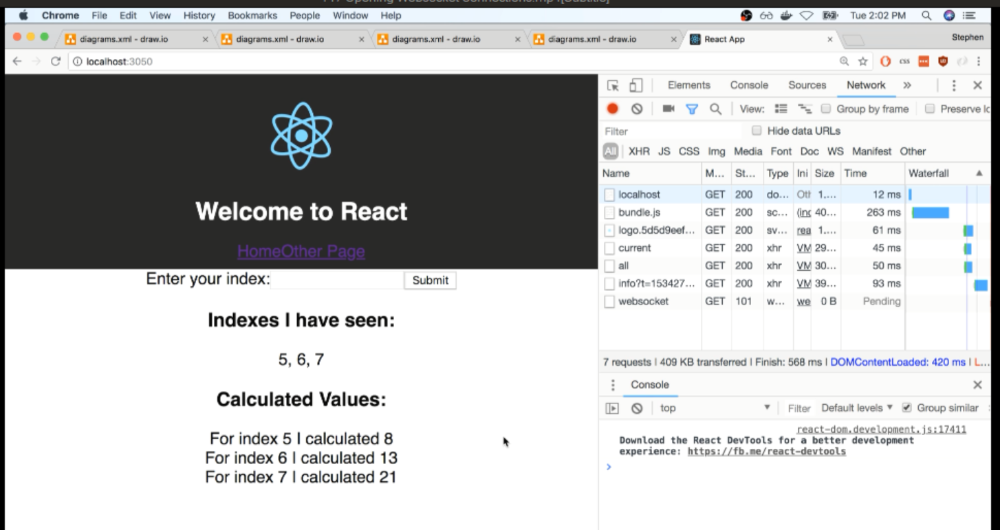 Opening Websocket Connections.mp4[Subtitle]
Chrome File Edit View History Bookmarks People Window Help Tue 2:02 PM
diagrams.xml - draw.io × diagrams.xml - draw.io × diagrams.xml - draw.io × diagrams.xml - draw.io × React App × Stephen
localhost:3050
Welcome to React
HomeOther Page
Enter your index: Submit
Indexes I have seen:
5, 6, 7
Calculated Values:
For index 5 I calculated 8
For index 6 I calculated 13
For index 7 I calculated 21
Elements Console Sources Network »
View: Group by frame Preserve lo
Filter Hide data URLs
All XHR JS CSS Img Media Font Doc WS Manifest Other
Name M... St... Type Ini Size Time Waterfall
localhost GET 200 do... Oth 1.... 12 ms
bundle.js GET 200 sc... (inc 40... 263 ms
logo.5d5d9eef... GET 200 sv... rea 1.... 61 ms
current GET 200 xhr VM 29... 45 ms
all GET 200 xhr VM 30... 50 ms
info?t=153427... GET 200 xhr VM 39... 93 ms
websocket GET 101 w... we 0 B Pending
7 requests | 409 KB transferred | Finish: 568 ms | DOMContentLoaded: 420 ms | L...
Console
top Filter Default levels ▼ Group similar
react-dom.development.js:17411
Download the React DevTools for a better development
experience: https://fb.me/react-devtools